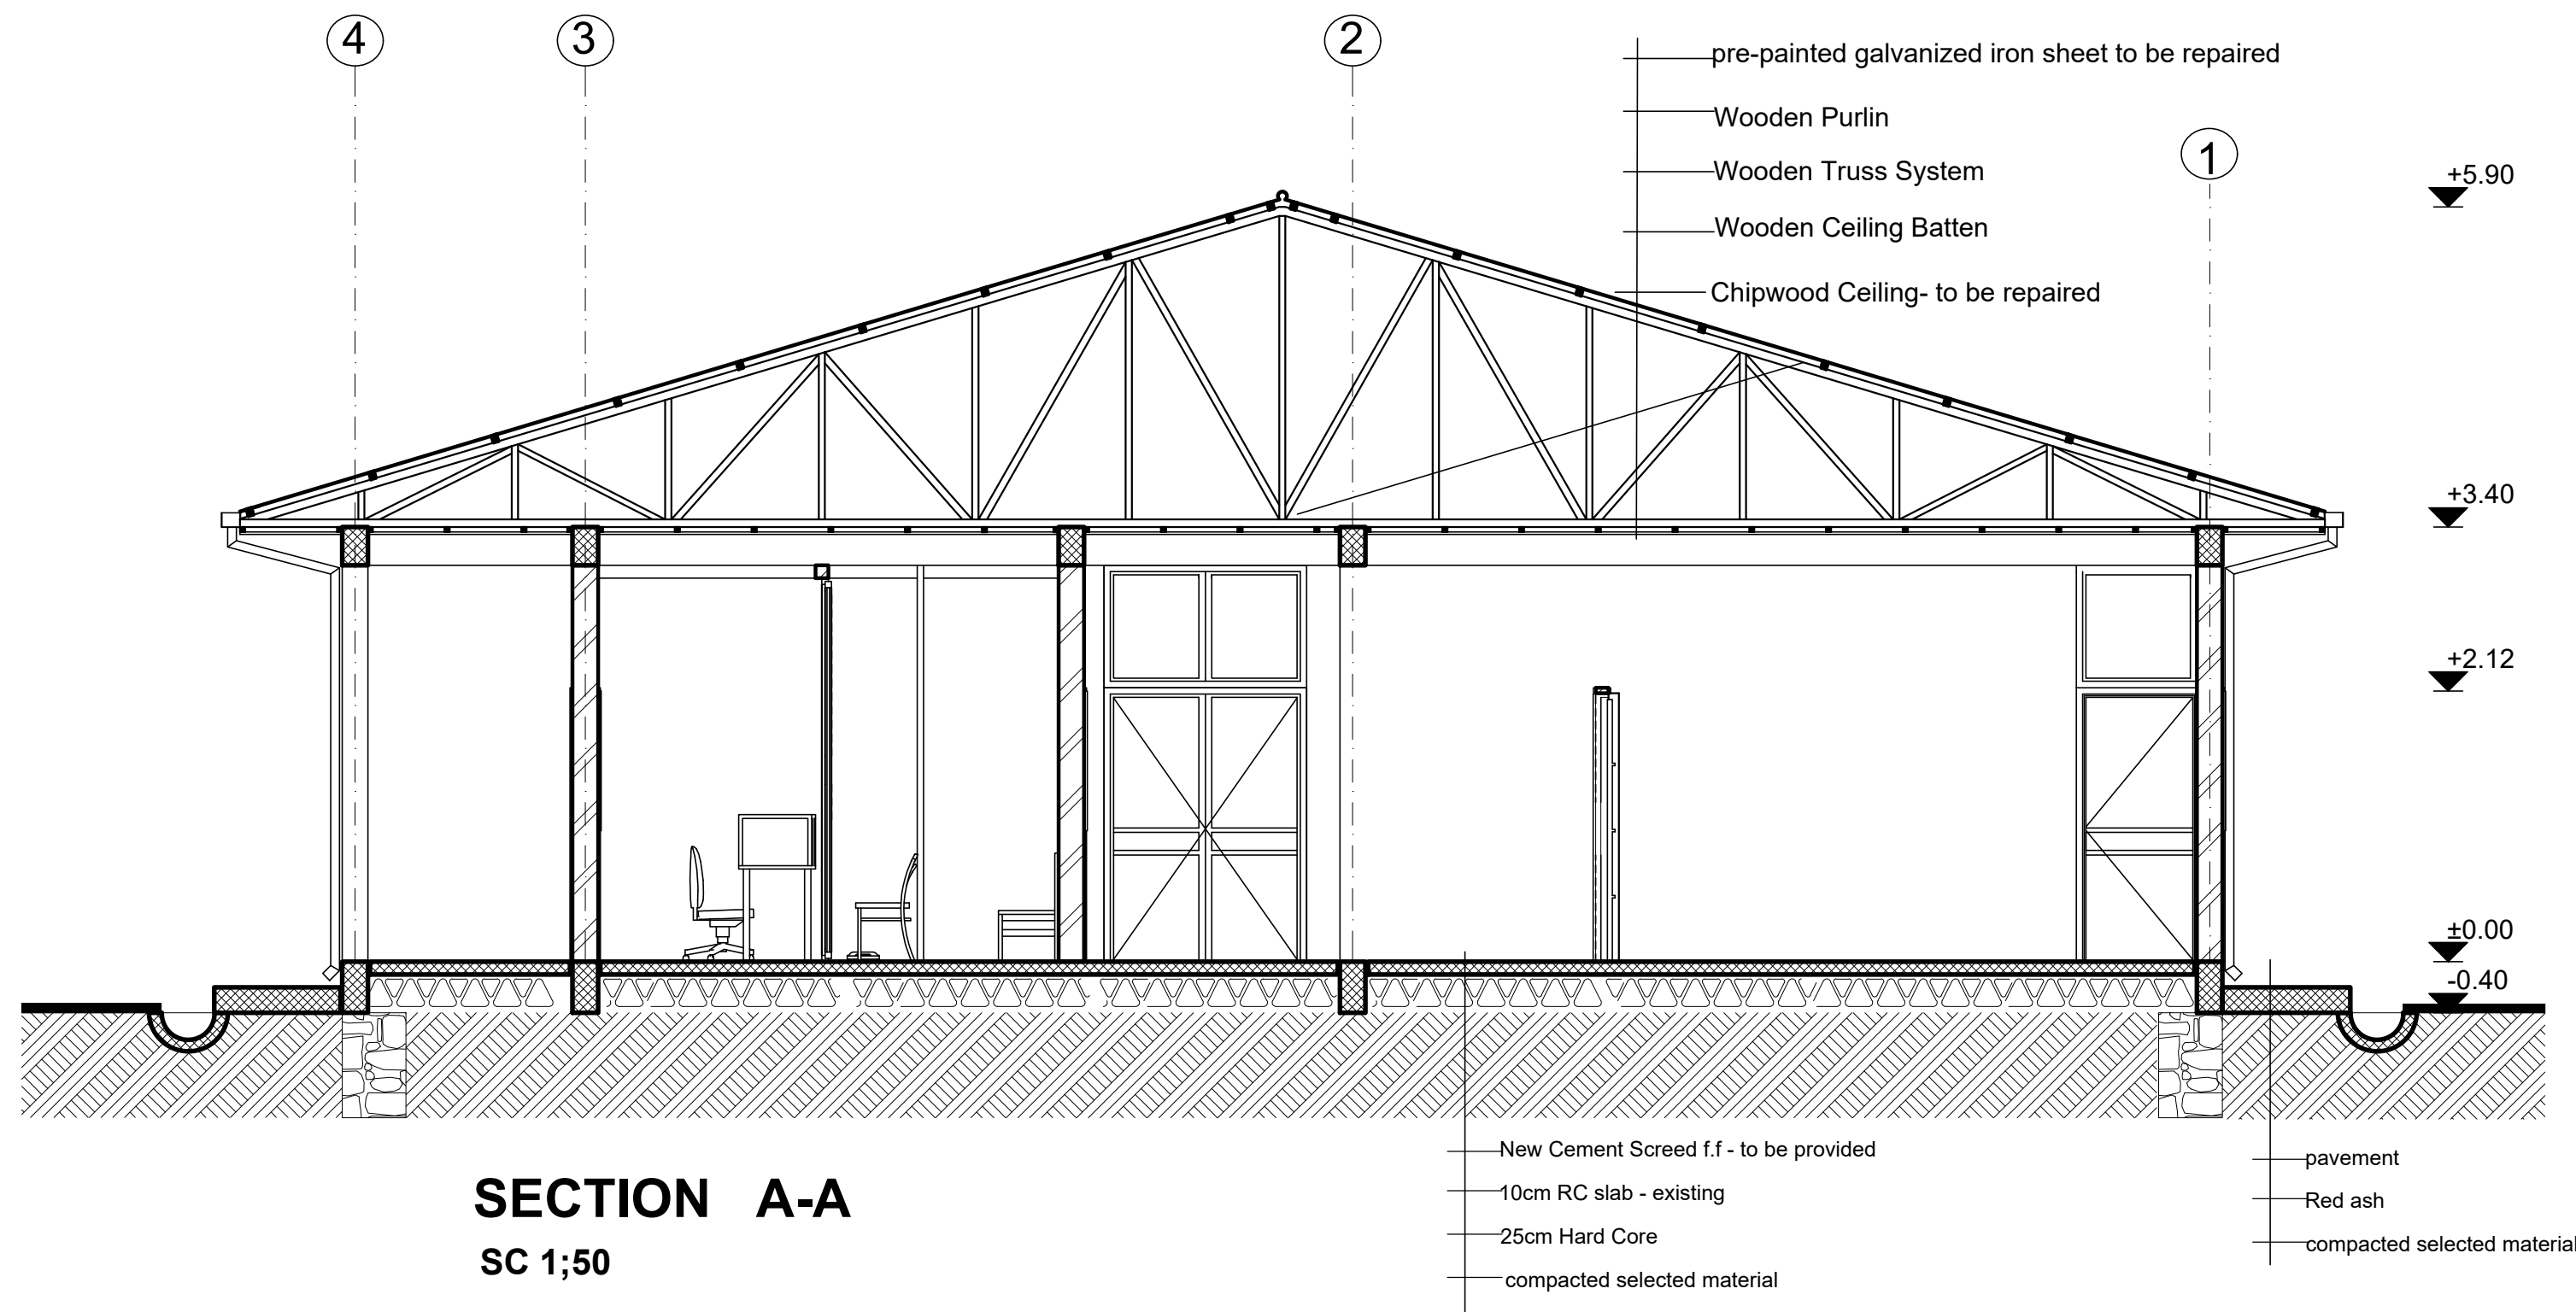 4
3
2
1
pre-painted galvanized iron sheet to be repaired
Wooden Purlin
Wooden Truss System
Wooden Ceiling Batten
Chipwood Ceiling- to be repaired
+5.90
+3.40
+2.12
±0.00
-0.40
New Cement Screed f.f - to be provided
10cm RC slab - existing
25cm Hard Core
compacted selected material
pavement
Red ash
compacted selected material
SECTION A-A
SC 1;50